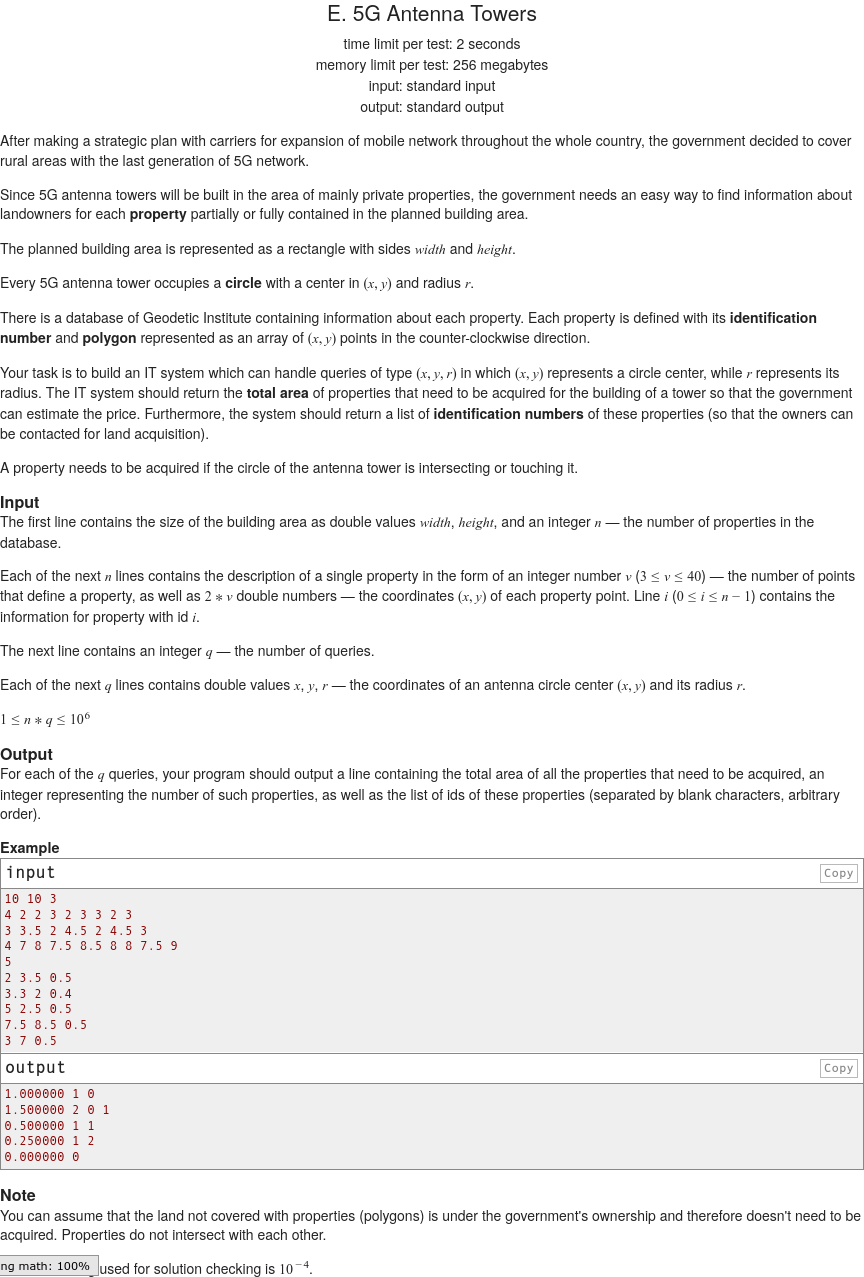 E. 5G Antenna Towers
time limit per test: 2 seconds
memory limit per test: 256 megabytes
input: standard input
output: standard output
After making a strategic plan with carriers for expansion of mobile network throughout the whole country, the government decided to cover
rural areas with the last generation of 5G network.
Since 5G antenna towers will be built in the area of mainly private properties, the government needs an easy way to find information about
landowners for each property partially or fully contained in the planned building area.
The planned building area is represented as a rectangle with sides width and height.
Every 5G antenna tower occupies a circle with a center in (x, y) and radius r.
There is a database of Geodetic Institute containing information about each property. Each property is defined with its identification
number and polygon represented as an array of (x, y) points in the counter-clockwise direction.
Your task is to build an IT system which can handle queries of type (x, y, r) in which (x, y) represents a circle center, while r represents its
radius. The IT system should return the total area of properties that need to be acquired for the building of a tower so that the government
can estimate the price. Furthermore, the system should return a list of identification numbers of these properties (so that the owners can
be contacted for land acquisition).
A property needs to be acquired if the circle of the antenna tower is intersecting or touching it.
Input
The first line contains the size of the building area as double values width, height, and an integer n — the number of properties in the
database.
Each of the next n lines contains the description of a single property in the form of an integer number v (3 ≤ v ≤ 40) — the number of points
that define a property, as well as 2 ∗ v double numbers — the coordinates (x, y) of each property point. Line i (0 ≤ i ≤ n − 1) contains the
information for property with id i.
The next line contains an integer q — the number of queries.
Each of the next q lines contains double values x, y, r — the coordinates of an antenna circle center (x, y) and its radius r.
1 ≤ n ∗ q ≤ 10^6
Output
For each of the q queries, your program should output a line containing the total area of all the properties that need to be acquired, an
integer representing the number of such properties, as well as the list of ids of these properties (separated by blank characters, arbitrary
order).
Example
input Copy
10 10 3
4 2 2 3 2 3 3 2 3
3 3.5 2 4.5 2 4.5 3
4 7 8 7.5 8.5 8 8 7.5 9
5
2 3.5 0.5
3.3 2 0.4
5 2.5 0.5
7.5 8.5 0.5
3 7 0.5
output Copy
1.000000 1 0
1.500000 2 0 1
0.500000 1 1
0.250000 1 2
0.000000 0
Note
You can assume that the land not covered with properties (polygons) is under the government's ownership and therefore doesn't need to be
acquired. Properties do not intersect with each other.
ng math: 100% used for solution checking is 10^−4.